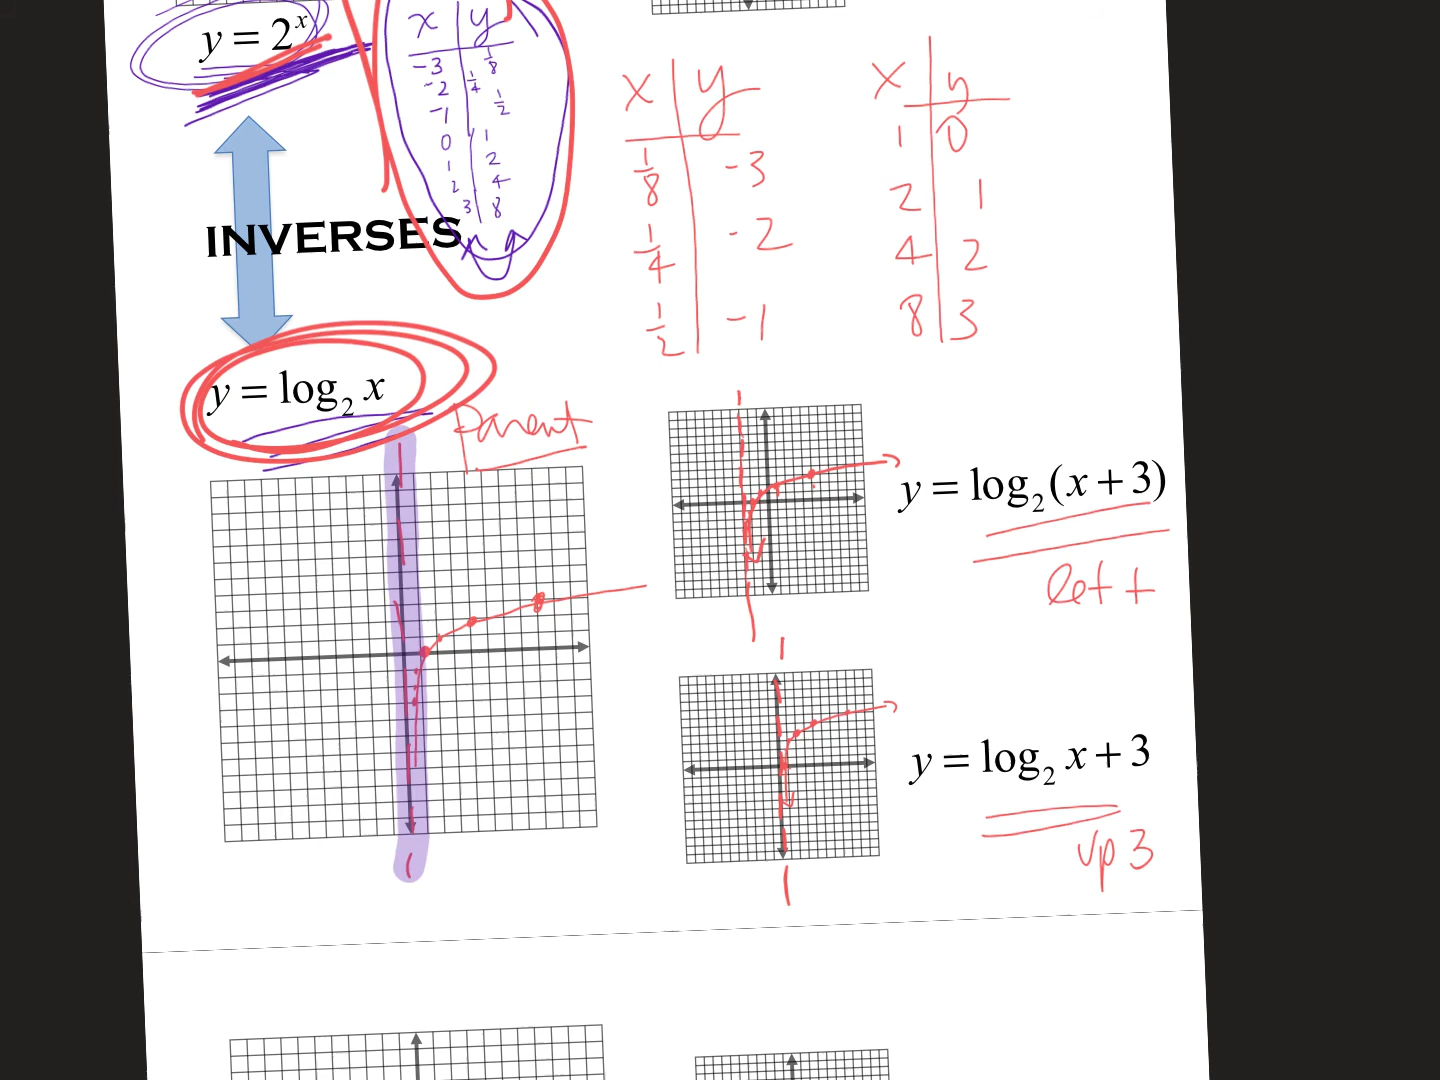 y = 2ˣ
x y
-3 1/8
-2 1/4
-1 1/2
0 1
1 2
2 4
3 8
x y
1/8 -3
1/4 -2
1/2 -1
x y
1 0
2 1
4 2
8 3
INVERSES
y = log₂ x
Parent
y = log₂(x + 3)
left
y = log₂ x + 3
up 3